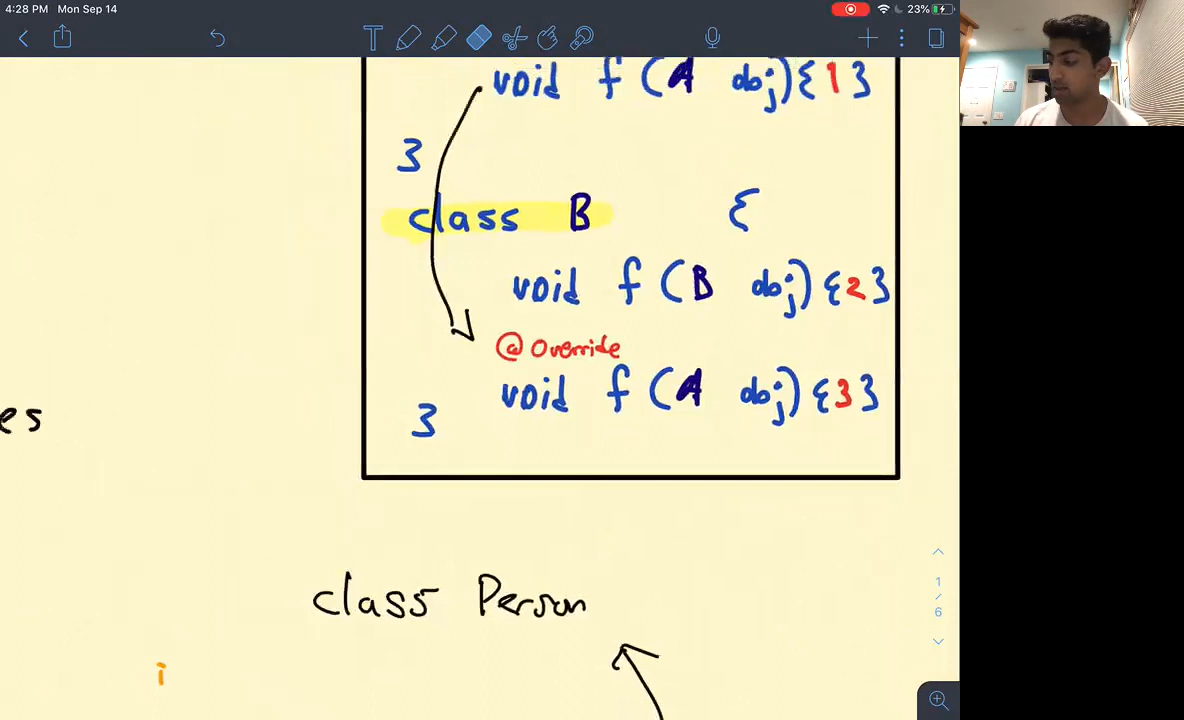 4:28 PM Mon Sep 14
23%
void f (A obj){1}
}
class B {
void f (B obj){2}
@Override
void f (A obj){3}
}
es
class Person
i
1
/
6